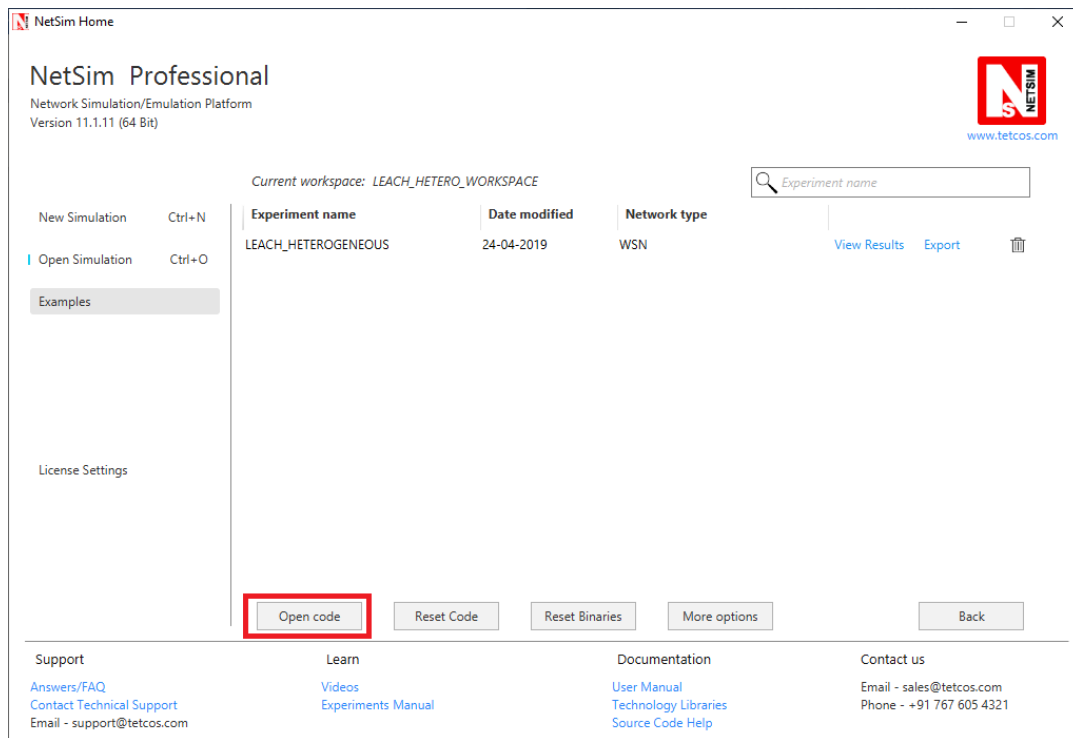 NetSim Home
NetSim Professional
Network Simulation/Emulation Platform
Version 11.1.11 (64 Bit)
NS
NETSIM
www.tetcos.com
Current workspace: LEACH_HETERO_WORKSPACE
Experiment name
New Simulation Ctrl+N
Open Simulation Ctrl+O
Examples
License Settings
Experiment name Date modified Network type
LEACH_HETEROGENEOUS 24-04-2019 WSN View Results Export
Open code Reset Code Reset Binaries More options Back
Support
Answers/FAQ
Contact Technical Support
Email - support@tetcos.com
Learn
Videos
Experiments Manual
Documentation
User Manual
Technology Libraries
Source Code Help
Contact us
Email - sales@tetcos.com
Phone - +91 767 605 4321